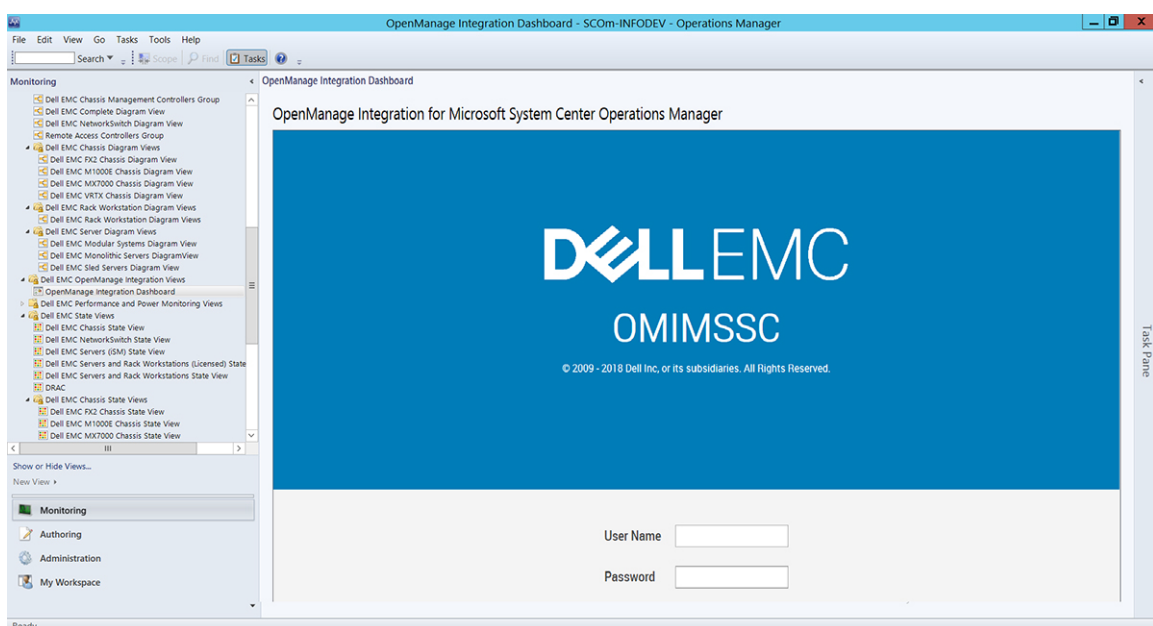 OpenManage Integration Dashboard - SCOm-INFODEV - Operations Manager
File Edit View Go Tasks Tools Help
Search Scope Find Tasks
Monitoring
Dell EMC Chassis Management Controllers Group
Dell EMC Complete Diagram View
Dell EMC NetworkSwitch Diagram View
Remote Access Controllers Group
Dell EMC Chassis Diagram Views
Dell EMC FX2 Chassis Diagram View
Dell EMC M1000E Chassis Diagram View
Dell EMC MX7000 Chassis Diagram View
Dell EMC VRTX Chassis Diagram View
Dell EMC Rack Workstation Diagram Views
Dell EMC Rack Workstation Diagram Views
Dell EMC Server Diagram Views
Dell EMC Modular Systems Diagram View
Dell EMC Monolithic Servers DiagramView
Dell EMC Sled Servers Diagram View
Dell EMC OpenManage Integration Views
OpenManage Integration Dashboard
Dell EMC Performance and Power Monitoring Views
Dell EMC State Views
Dell EMC Chassis State View
Dell EMC NetworkSwitch State View
Dell EMC Servers (iSM) State View
Dell EMC Servers and Rack Workstations (Licensed) State
Dell EMC Servers and Rack Workstations State View
DRAC
Dell EMC Chassis State Views
Dell EMC FX2 Chassis State View
Dell EMC M1000E Chassis State View
Dell EMC MX7000 Chassis State View
Show or Hide Views...
New View
Monitoring
Authoring
Administration
My Workspace
Ready
OpenManage Integration Dashboard
OpenManage Integration for Microsoft System Center Operations Manager
DELLEMC
OMIMSSC
© 2009 - 2018 Dell Inc, or its subsidiaries. All Rights Reserved.
User Name
Password
Task Pane